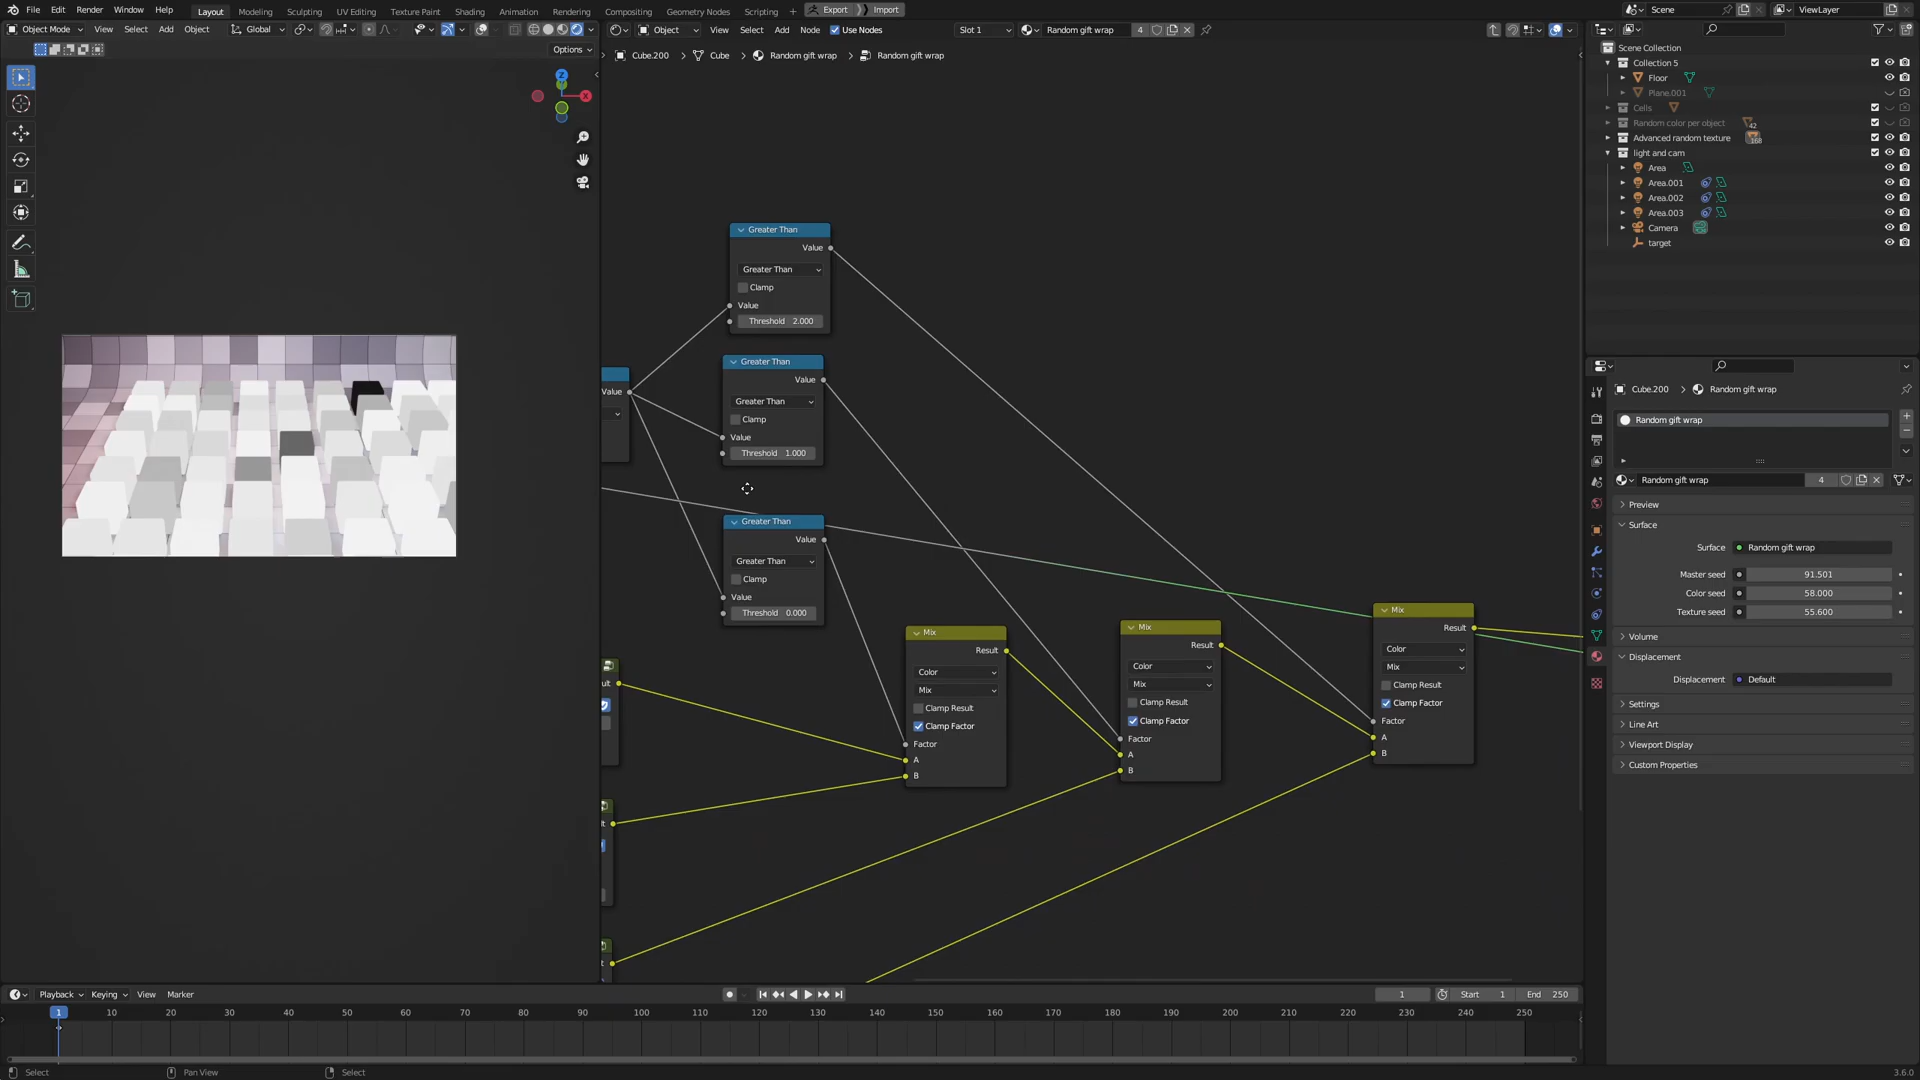 File Edit Render Window Help Layout Modeling Sculpting UV Editing Texture Paint Shading Animation Rendering Compositing Geometry Nodes Scripting + Export Import Scene ViewLayer
Object Mode View Select Add Object Global Object View Select Add Node Use Nodes Slot 1 Random gift wrap 4
Options
Cube.200 Cube Random gift wrap Random gift wrap
Z
X
Scene Collection
Collection 5
Floor
Plane.001
Cells
Random color per object 42
Advanced random texture 168
light and cam
Area
Area.001
Area.002
Area.003
Camera
target
Greater Than
Value
Greater Than
Clamp
Value
Threshold 2.000
Greater Than
Value
Greater Than
Clamp
Value
Threshold 1.000
Value
Greater Than
Value
Greater Than
Clamp
Value
Threshold 0.000
Mix
Result
Color
Mix
Clamp Result
Clamp Factor
Factor
A
B
Mix
Result
Color
Mix
Clamp Result
Clamp Factor
Factor
A
B
Mix
Result
Color
Mix
Clamp Result
Clamp Factor
Factor
A
B
ult
lt
t
Cube.200 Random gift wrap
Random gift wrap
Random gift wrap 4
Preview
Surface
Surface Random gift wrap
Master seed 91.501
Color seed 58.000
Texture seed 55.600
Volume
Displacement
Displacement Default
Settings
Line Art
Viewport Display
Custom Properties
Playback Keying View Marker 1 Start 1 End 250
1 10 20 30 40 50 60 70 80 90 100 110 120 130 140 150 160 170 180 190 200 210 220 230 240 250
Select Pan View Select 3.6.0